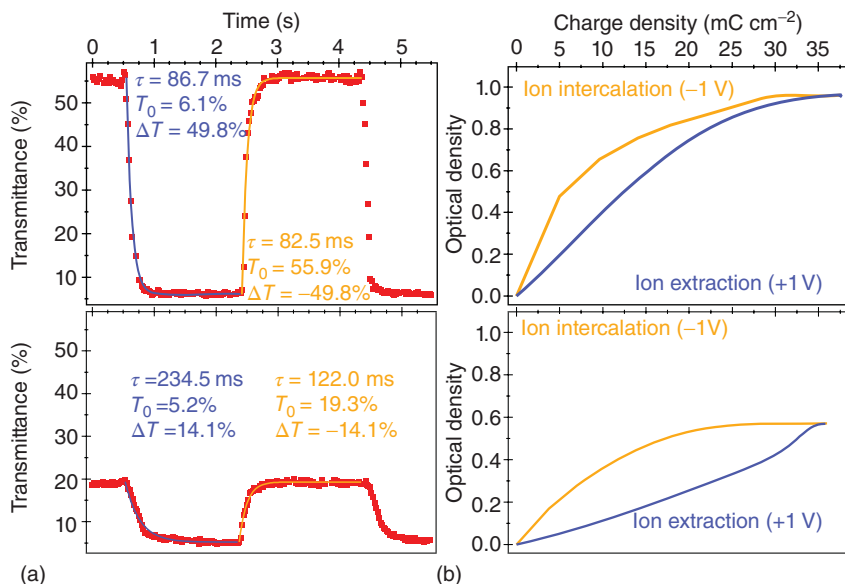 Time (s)
0 1 2 3 4 5
Transmittance (%)
50
40
30
20
10
τ = 86.7 ms
T0 = 6.1%
ΔT = 49.8%
τ = 82.5 ms
T0 = 55.9%
ΔT = −49.8%
Transmittance (%)
50
40
30
20
10
τ =234.5 ms
T0 =5.2%
ΔT = 14.1%
τ = 122.0 ms
T0 = 19.3%
ΔT = −14.1%
(a)
Charge density (mC cm−2)
0 5 10 15 20 25 30 35
Optical density
1.0
0.8
0.6
0.4
0.2
0.0
Ion intercalation (−1 V)
Ion extraction (+1 V)
Optical density
1.0
0.8
0.6
0.4
0.2
0.0
Ion intercalation (−1V)
Ion extraction (+1 V)
(b)